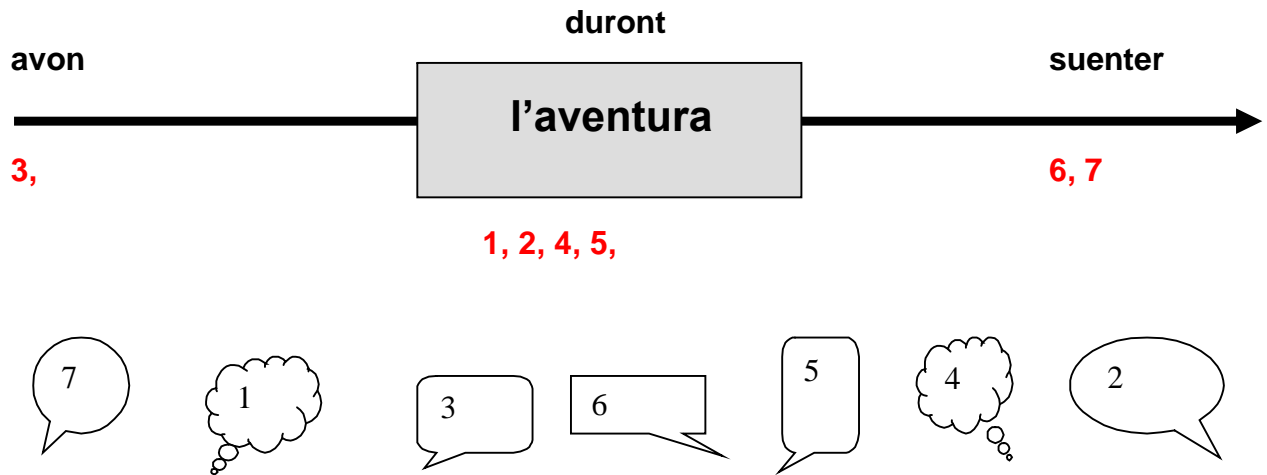 duront
avon
suenter
l’aventura
3,
6, 7
1, 2, 4, 5,
7
1
3
6
5
4
2